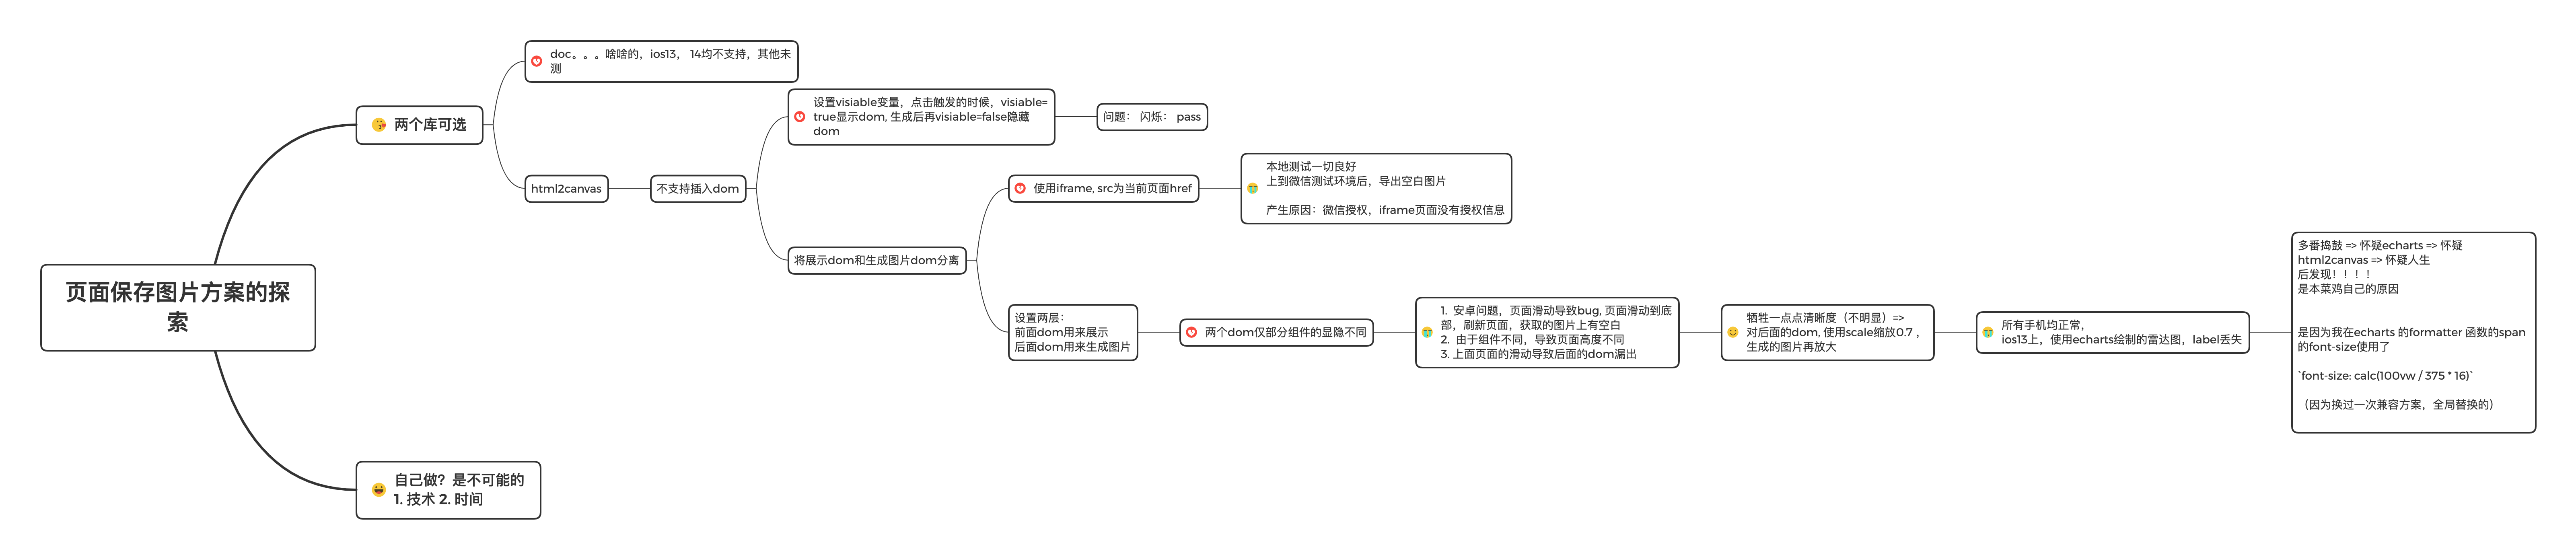 页面保存图片方案的探
索
😘 两个库可选
doc。。。啥啥的，ios13， 14均不支持，其他未
测
html2canvas
不支持插入dom
设置visiable变量，点击触发的时候，visiable=
true显示dom, 生成后再visiable=false隐藏
dom
问题： 闪烁： pass
将展示dom和生成图片dom分离
使用iframe, src为当前页面href
本地测试一切良好
上到微信测试环境后，导出空白图片
产生原因：微信授权，iframe页面没有授权信息
设置两层：
前面dom用来展示
后面dom用来生成图片
两个dom仅部分组件的显隐不同
1. 安卓问题，页面滑动导致bug, 页面滑动到底
部，刷新页面，获取的图片上有空白
2. 由于组件不同，导致页面高度不同
3. 上面页面的滑动导致后面的dom漏出
牺牲一点点清晰度（不明显）=>
对后面的dom, 使用scale缩放0.7，
生成的图片再放大
所有手机均正常，
ios13上，使用echarts绘制的雷达图，label丢失
多番捣鼓 => 怀疑echarts => 怀疑
html2canvas => 怀疑人生
后发现！！！！
是本菜鸡自己的原因
是因为我在echarts 的formatter 函数的span
的font-size使用了
`font-size: calc(100vw / 375 * 16)`
（因为换过一次兼容方案，全局替换的）
自己做？是不可能的
1. 技术 2. 时间